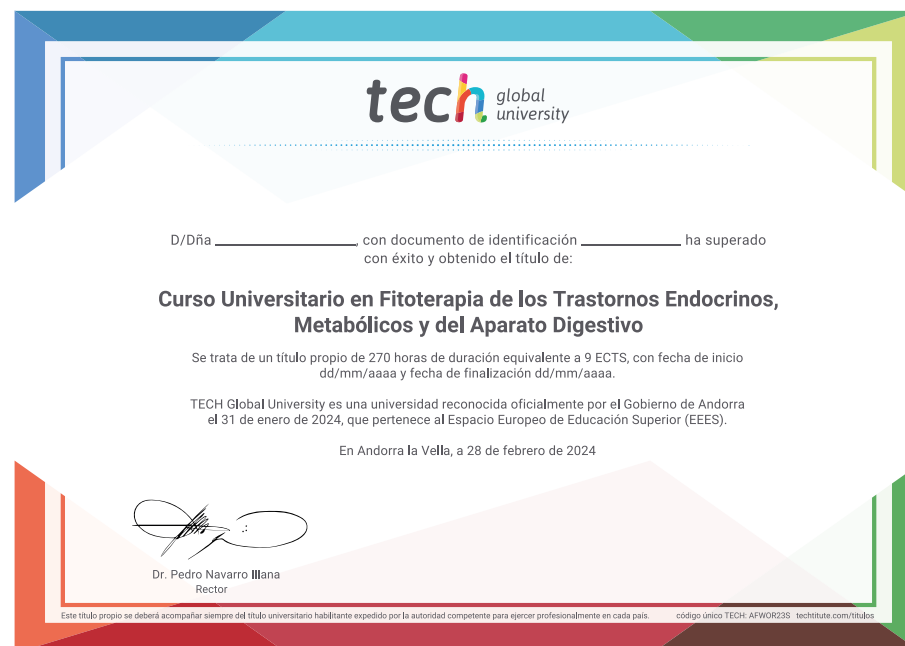 tech global university
D/Dña ____________________, con documento de identificación ______________ ha superado
con éxito y obtenido el título de:
Curso Universitario en Fitoterapia de los Trastornos Endocrinos,
Metabólicos y del Aparato Digestivo
Se trata de un título propio de 270 horas de duración equivalente a 9 ECTS, con fecha de inicio
dd/mm/aaaa y fecha de finalización dd/mm/aaaa.
TECH Global University es una universidad reconocida oficialmente por el Gobierno de Andorra
el 31 de enero de 2024, que pertenece al Espacio Europeo de Educación Superior (EEES).
En Andorra la Vella, a 28 de febrero de 2024
Dr. Pedro Navarro Illana
Rector
Este título propio se deberá acompañar siempre del título universitario habilitante expedido por la autoridad competente para ejercer profesionalmente en cada país. código único TECH: AFWOR23S techtitute.com/titulos